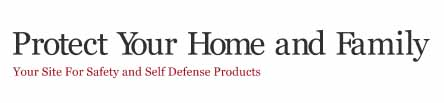 Protect Your Home and Family
Your Site For Safety and Self Defense Products